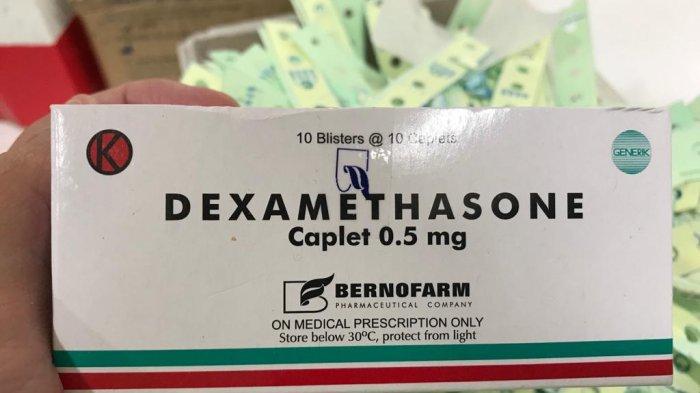 10 Blisters @ 10 Caplets
K
GENERIK
DEXAMETHASONE
Caplet 0.5 mg
BERNOFARM
PHARMACEUTICAL COMPANY
ON MEDICAL PRESCRIPTION ONLY
Store below 30ºC, protect from light